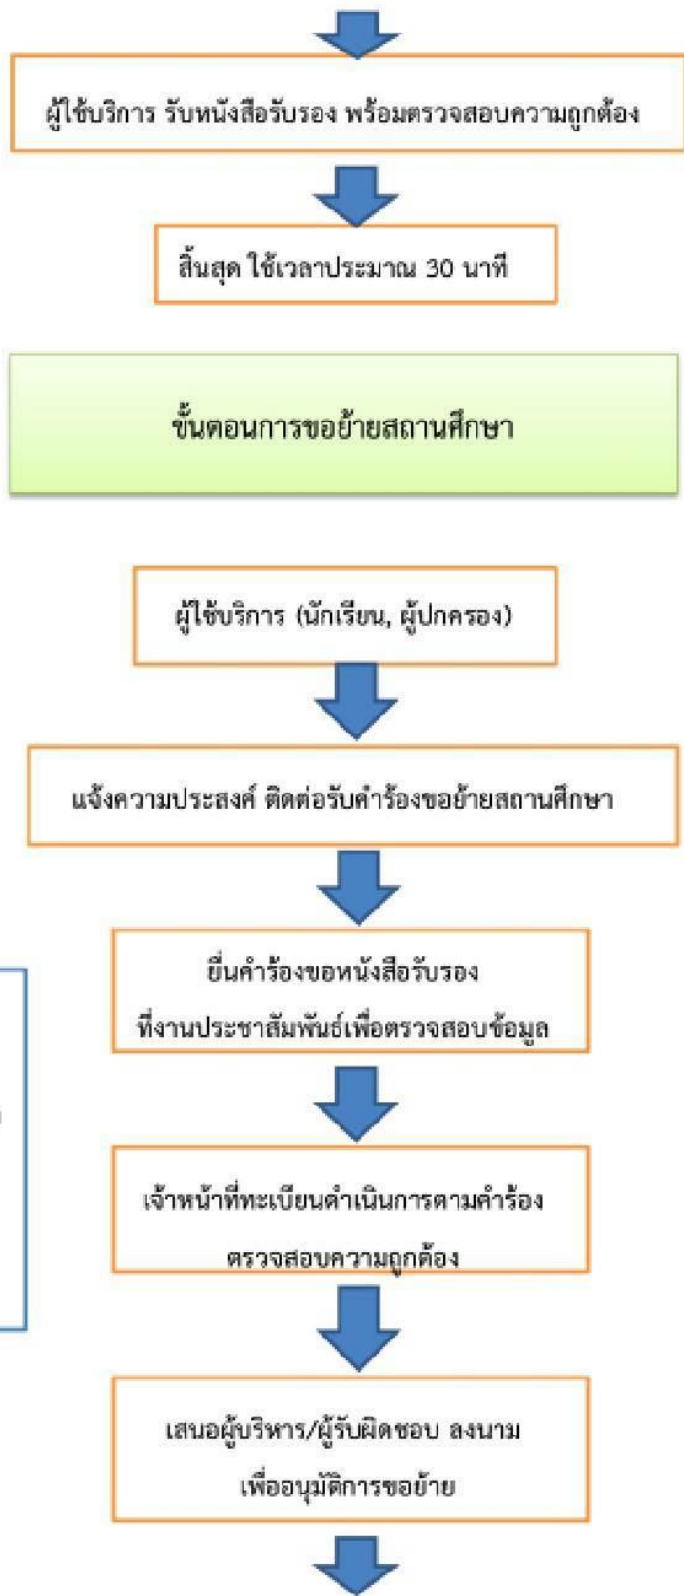 ผู้ใช้บริการ รับหนังสือรับรอง พร้อมตรวจสอบความถูกต้อง
สิ้นสุด ใช้เวลาประมาณ 30 นาที
ขั้นตอนการขอย้ายสถานศึกษา
ผู้ใช้บริการ (นักเรียน, ผู้ปกครอง)
แจ้งความประสงค์ ติดต่อรับคำร้องขอย้ายสถานศึกษา
ยื่นคำร้องขอหนังสือรับรอง
ที่งานประชาสัมพันธ์เพื่อตรวจสอบข้อมูล
เจ้าหน้าที่ทะเบียนดำเนินการตามคำร้อง
ตรวจสอบความถูกต้อง
เสนอผู้บริหาร/ผู้รับผิดชอบ ลงนาม
เพื่ออนุมัติการขอย้าย